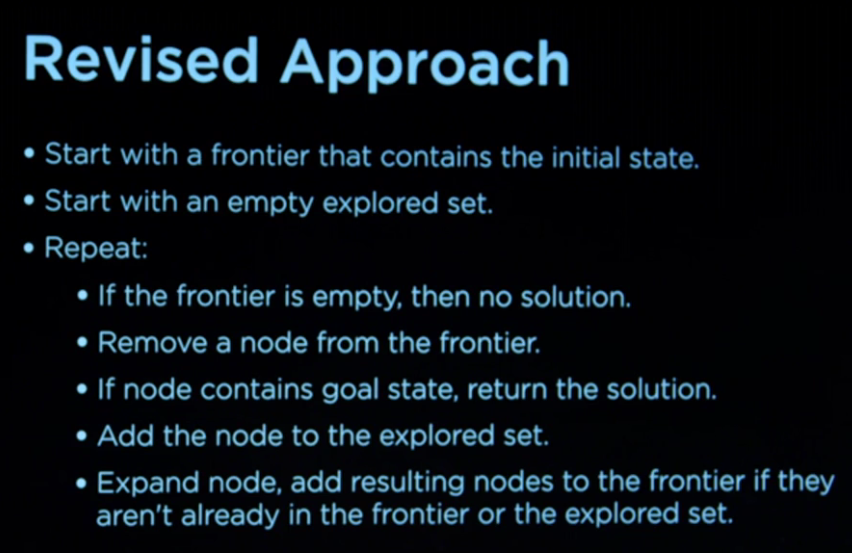 Revised Approach
• Start with a frontier that contains the initial state.
• Start with an empty explored set.
• Repeat:
• If the frontier is empty, then no solution.
• Remove a node from the frontier.
• If node contains goal state, return the solution.
• Add the node to the explored set.
• Expand node, add resulting nodes to the frontier if they
aren't already in the frontier or the explored set.